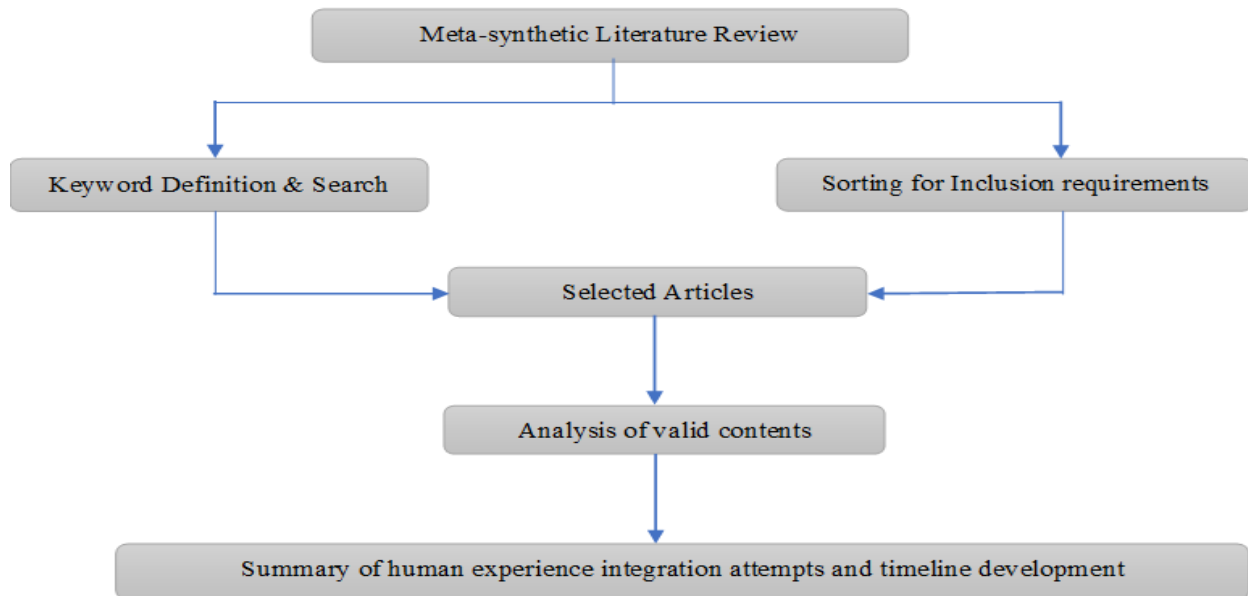 Meta-synthetic Literature Review
Keyword Definition & Search
Sorting for Inclusion requirements
Selected Articles
Analysis of valid contents
Summary of human experience integration attempts and timeline development